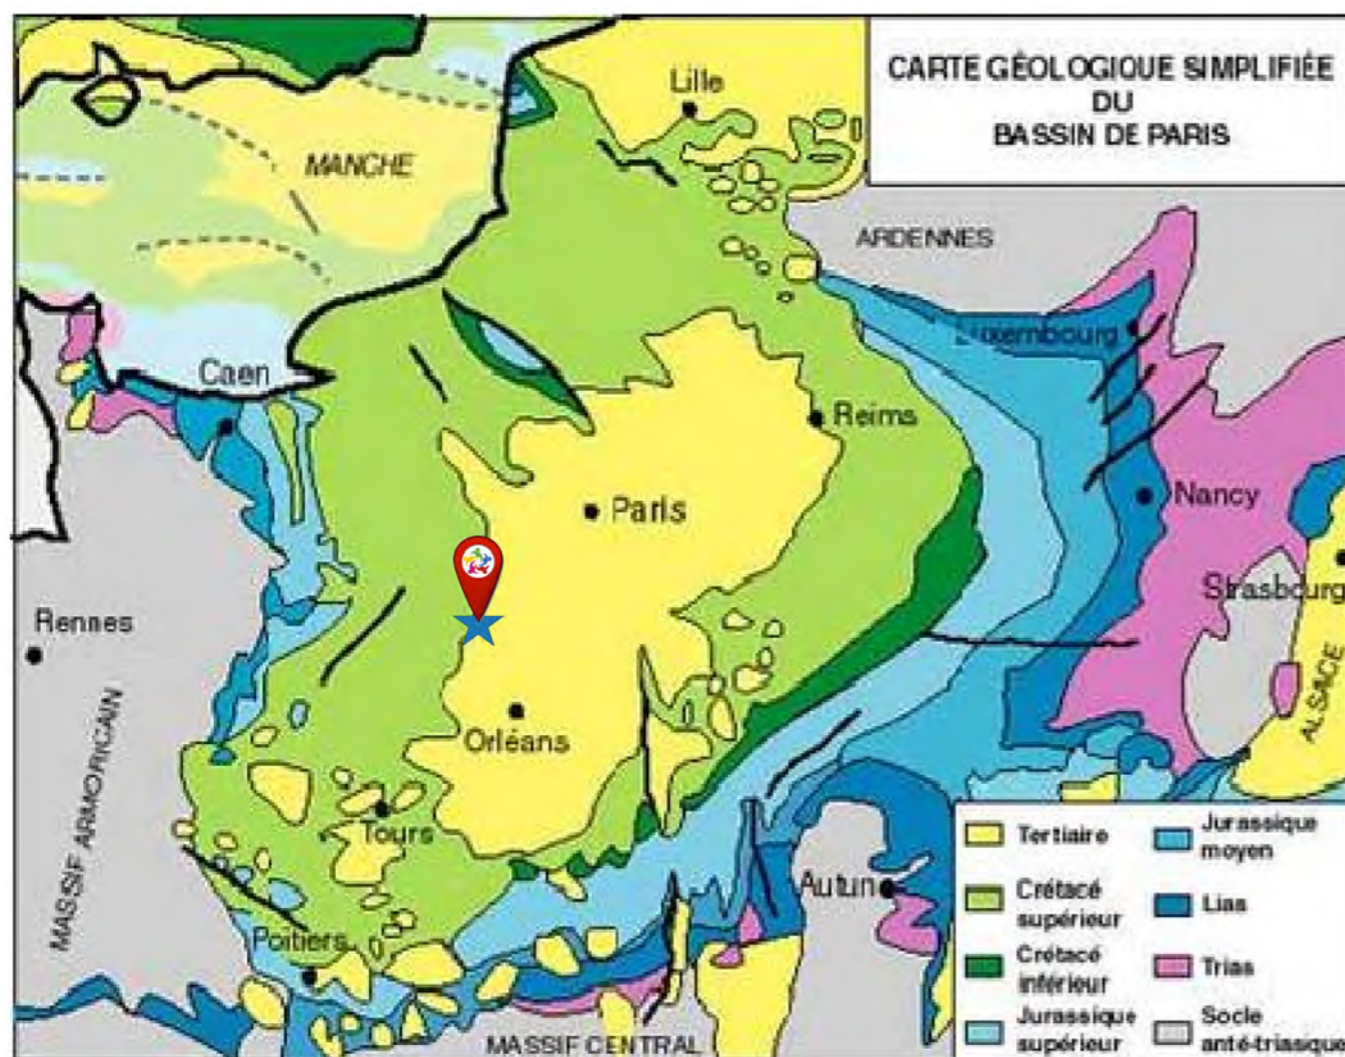 CARTE GÉOLOGIQUE SIMPLIFIÉE
DU
BASSIN DE PARIS
Lille
MANCHE
ARDENNES
Luxembourg
Caen
Reims
Nancy
Paris
Strasbourg
Rennes
ALSACE
MASSIF ARMORICAIN
Orléans
Tours
Autun
Poitiers
MASSIF CENTRAL
Tertiaire
Crétacé
supérieur
Crétacé
inférieur
Jurassique
supérieur
Jurassique
moyen
Lias
Trias
Socle
anté-triasique